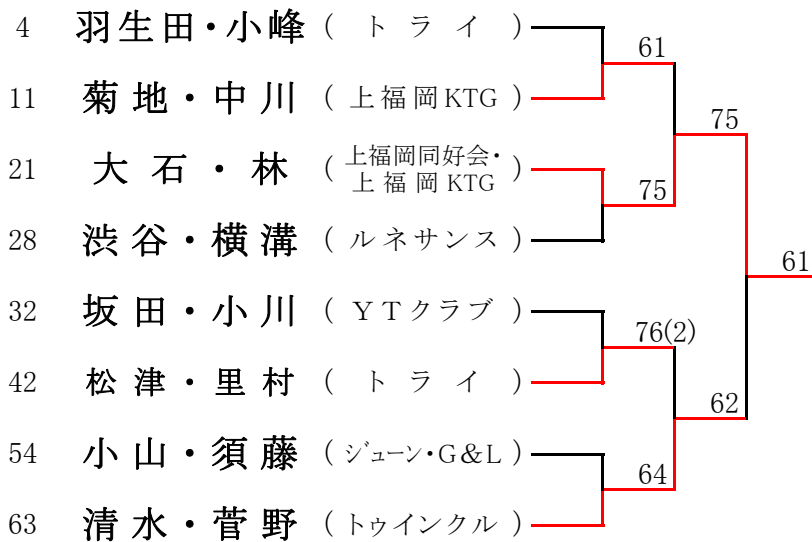 4 羽生田・小峰 ( トライ )
61
11 菊地・中川 ( 上福岡KTG )
75
21 大石・林 ( 上福岡同好会・
上福岡KTG )
75
28 渋谷・横溝 ( ルネサンス )
61
32 坂田・小川 ( YTクラブ )
76(2)
42 松津・里村 ( トライ )
62
54 小山・須藤 ( ジューン・G&L )
64
63 清水・菅野 ( トゥインクル )